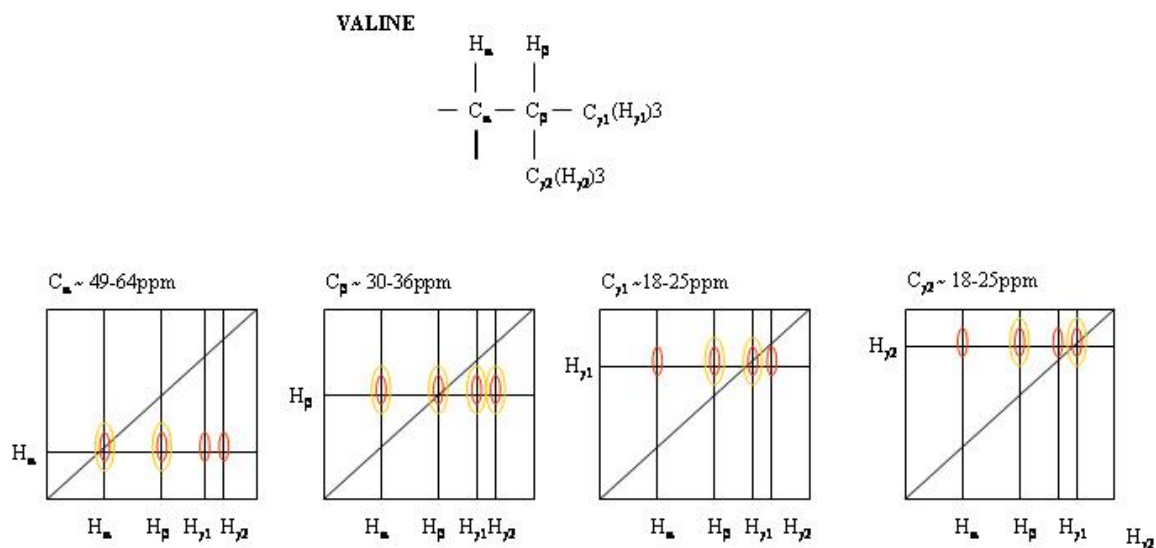 VALINE
Hα Hβ
Cα Cβ Cγ1(Hγ1)3
Cγ2(Hγ2)3
Cα ~ 49-64ppm
Hα
Hα Hβ Hγ1 Hγ2
Cβ ~ 30-36ppm
Hβ
Hα Hβ Hγ1 Hγ2
Cγ1 ~18-25ppm
Hγ1
Hα Hβ Hγ1 Hγ2
Cγ2 ~ 18-25ppm
Hγ2
Hα Hβ Hγ1 Hγ2